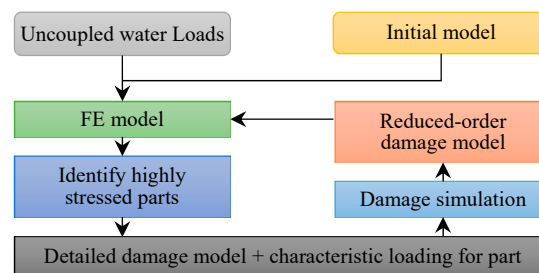 Uncoupled water Loads
Initial model
FE model
Reduced-order
damage model
Identify highly
stressed parts
Damage simulation
Detailed damage model + characteristic loading for part